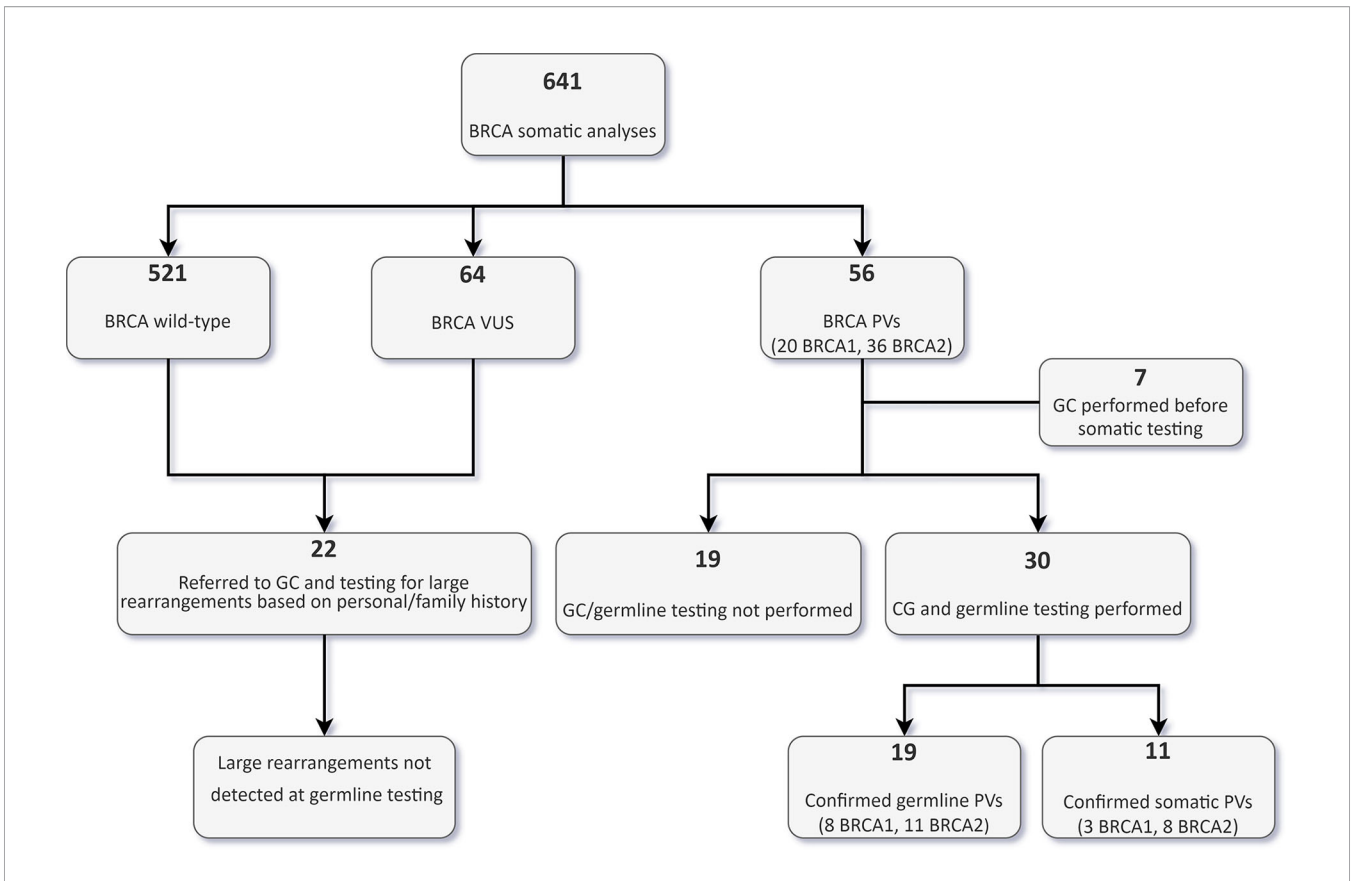 641
BRCA somatic analyses
521
BRCA wild-type
64
BRCA VUS
56
BRCA PVs
(20 BRCA1, 36 BRCA2)
7
GC performed before
somatic testing
22
Referred to GC and testing for large
rearrangements based on personal/family history
19
GC/germline testing not performed
30
CG and germline testing performed
Large rearrangements not
detected at germline testing
19
Confirmed germline PVs
(8 BRCA1, 11 BRCA2)
11
Confirmed somatic PVs
(3 BRCA1, 8 BRCA2)